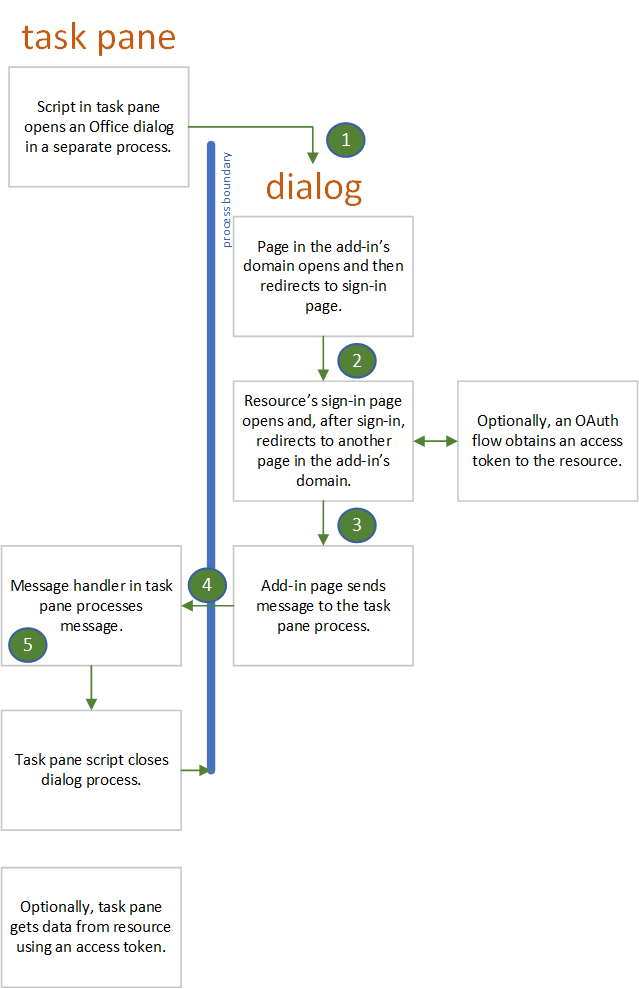 task pane
Script in task pane
opens an Office dialog
in a separate process.
1
process boundary
dialog
Page in the add-in’s
domain opens and then
redirects to sign-in
page.
2
Resource’s sign-in page
opens and, after sign-in,
redirects to another
page in the add-in’s
domain.
Optionally, an OAuth
flow obtains an access
token to the resource.
3
Add-in page sends
message to the task
pane process.
4
Message handler in task
pane processes
message.
5
Task pane script closes
dialog process.
Optionally, task pane
gets data from resource
using an access token.